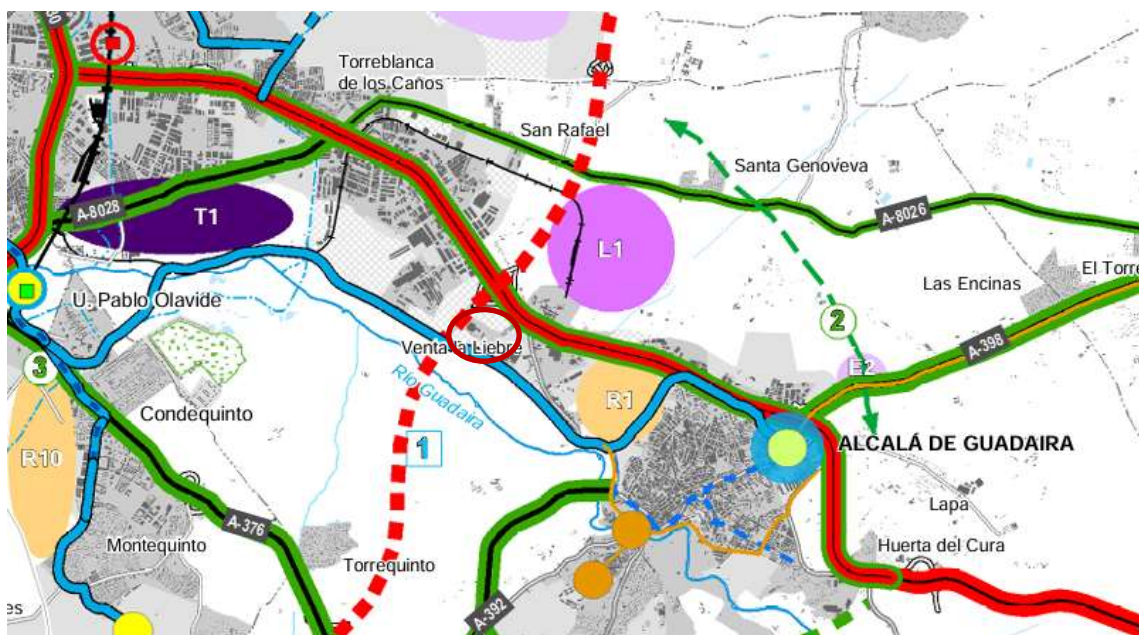 Torreblanca
de los Caños
San Rafael
Santa Genoveva
T1
A-8028
A-8026
L1
Las Encinas
El Torre
U. Pablo Olavide
2
Venta la Liebre
A-398
3
E2
Río Guadaira
R1
Condequinto
1
ALCALÁ DE GUADAIRA
R10
A-376
Lapa
Montequinto
Torrequinto
A-392
Huerta del Cura
es